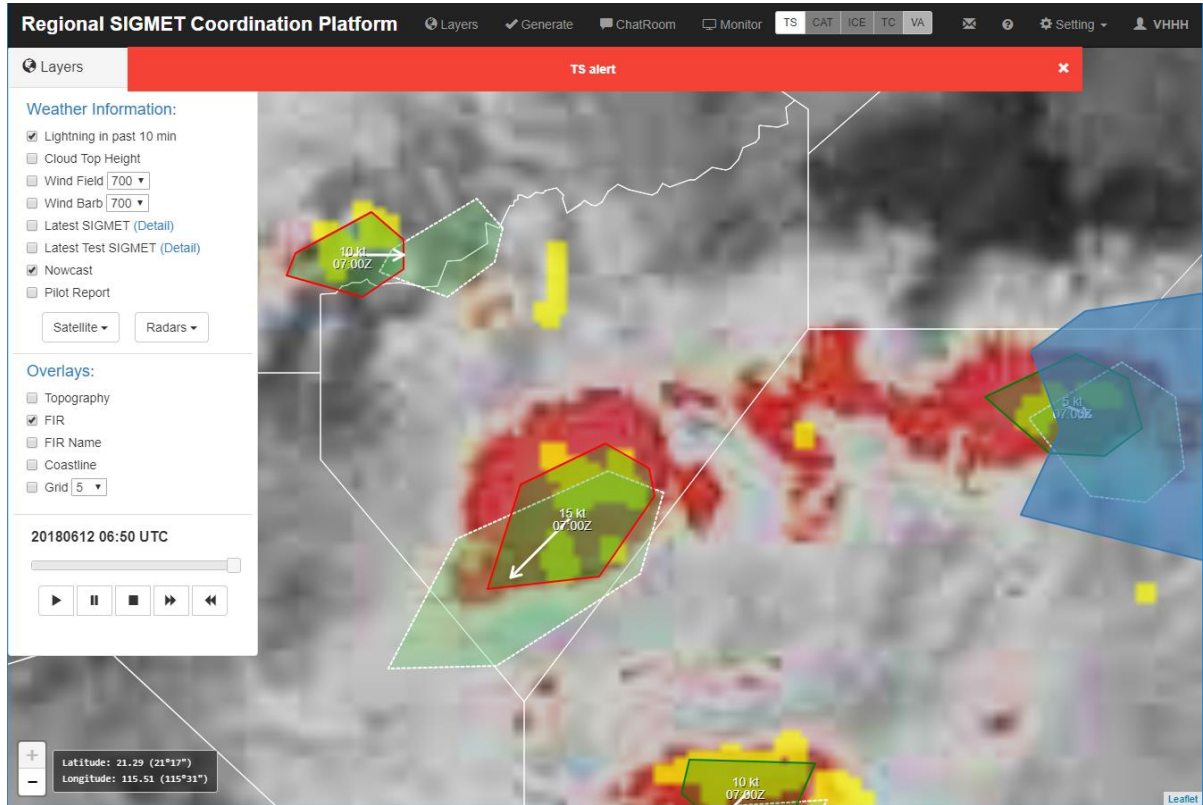 Regional SIGMET Coordination Platform Layers Generate ChatRoom Monitor TS CAT ICE TC VA Setting VHHH
Layers
TS alert
Weather Information:
Lightning in past 10 min
Cloud Top Height
Wind Field 700
Wind Barb 700
Latest SIGMET (Detail)
Latest Test SIGMET (Detail)
Nowcast
Pilot Report
Satellite Radars
Overlays:
Topography
FIR
FIR Name
Coastline
Grid 5
20180612 06:50 UTC
10 kt
07:00Z
15 kt
07:00Z
5 kt
07:00Z
10 kt
07:00Z
+
−
Latitude: 21.29 (21°17")
Longitude: 115.51 (115°31")
Leaflet